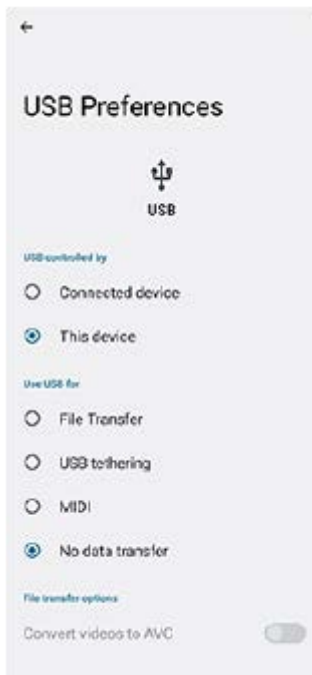 USB Preferences
USB
USB controlled by
Connected device
This device
Use USB for
File Transfer
USB tethering
MIDI
No data transfer
File transfer options
Convert videos to AVC